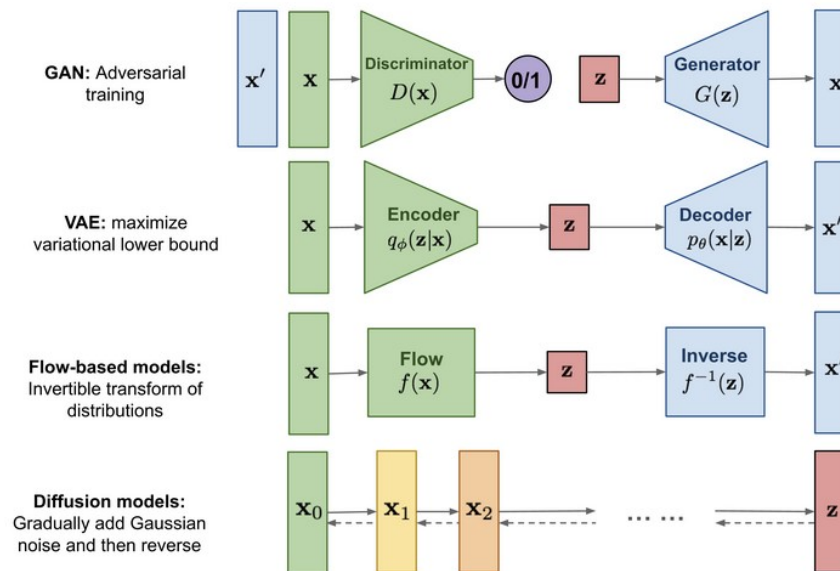 GAN: Adversarial
training
x′
x
Discriminator
D(x)
0/1
z
Generator
G(z)
x
VAE: maximize
variational lower bound
x
Encoder
qϕ(z|x)
z
Decoder
pθ(x|z)
x′
Flow-based models:
Invertible transform of
distributions
x
Flow
f(x)
z
Inverse
f⁻¹(z)
x′
Diffusion models:
Gradually add Gaussian
noise and then reverse
x₀
x₁
x₂
... ...
z